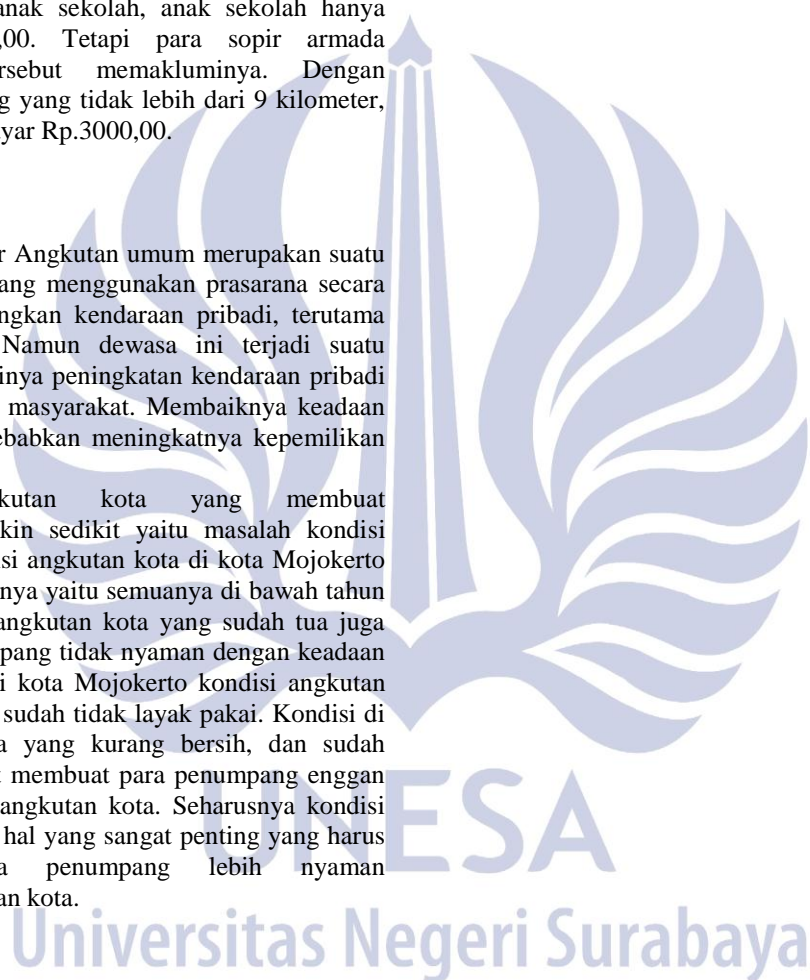 anak sekolah, anak sekolah hanya
,00. Tetapi para sopir armada
rsebut memakluminya. Dengan
g yang tidak lebih dari 9 kilometer,
yar Rp.3000,00.
r Angkutan umum merupakan suatu
ang menggunakan prasarana secara
ngkan kendaraan pribadi, terutama
Namun dewasa ini terjadi suatu
inya peningkatan kendaraan pribadi
masyarakat. Membaiknya keadaan
ebabkan meningkatnya kepemilikan
kutan kota yang membuat
kin sedikit yaitu masalah kondisi
si angkutan kota di kota Mojokerto
nya yaitu semuanya di bawah tahun
angkutan kota yang sudah tua juga
pang tidak nyaman dengan keadaan
i kota Mojokerto kondisi angkutan
sudah tidak layak pakai. Kondisi di
a yang kurang bersih, dan sudah
membuat para penumpang enggan
angkutan kota. Seharusnya kondisi
hal yang sangat penting yang harus
a penumpang lebih nyaman
an kota.
UNESA
Universitas Negeri Surabaya